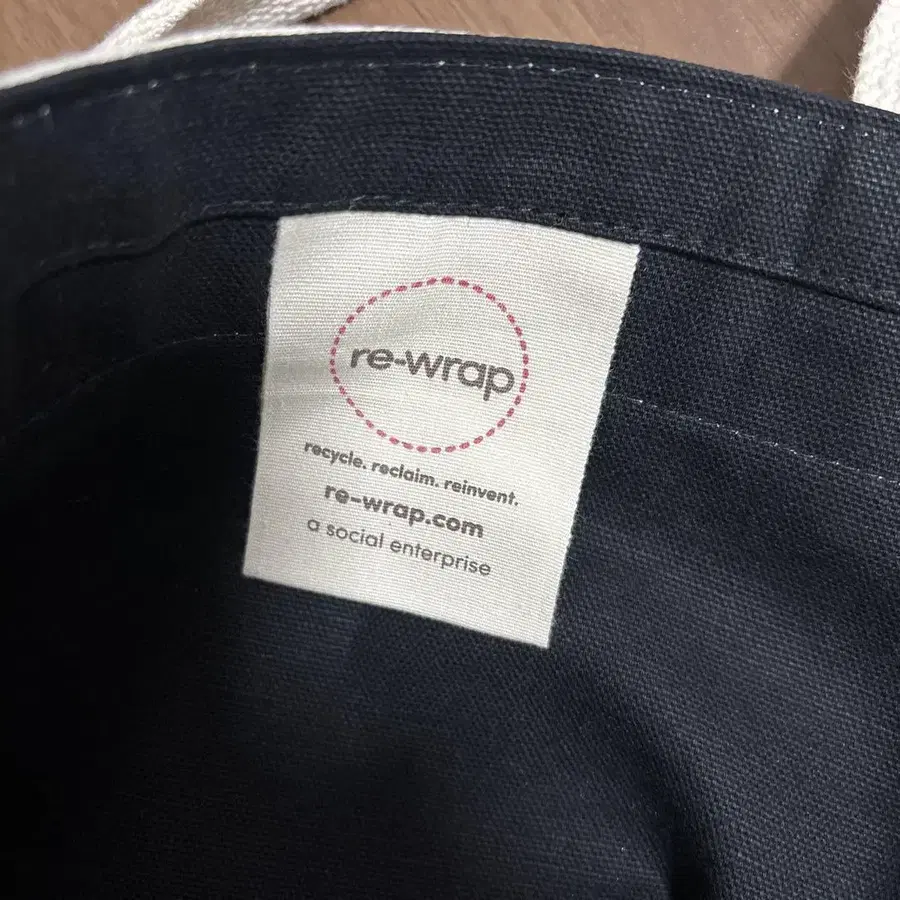 re-wrap
recycle. reclaim. reinvent.
re-wrap.com
a social enterprise